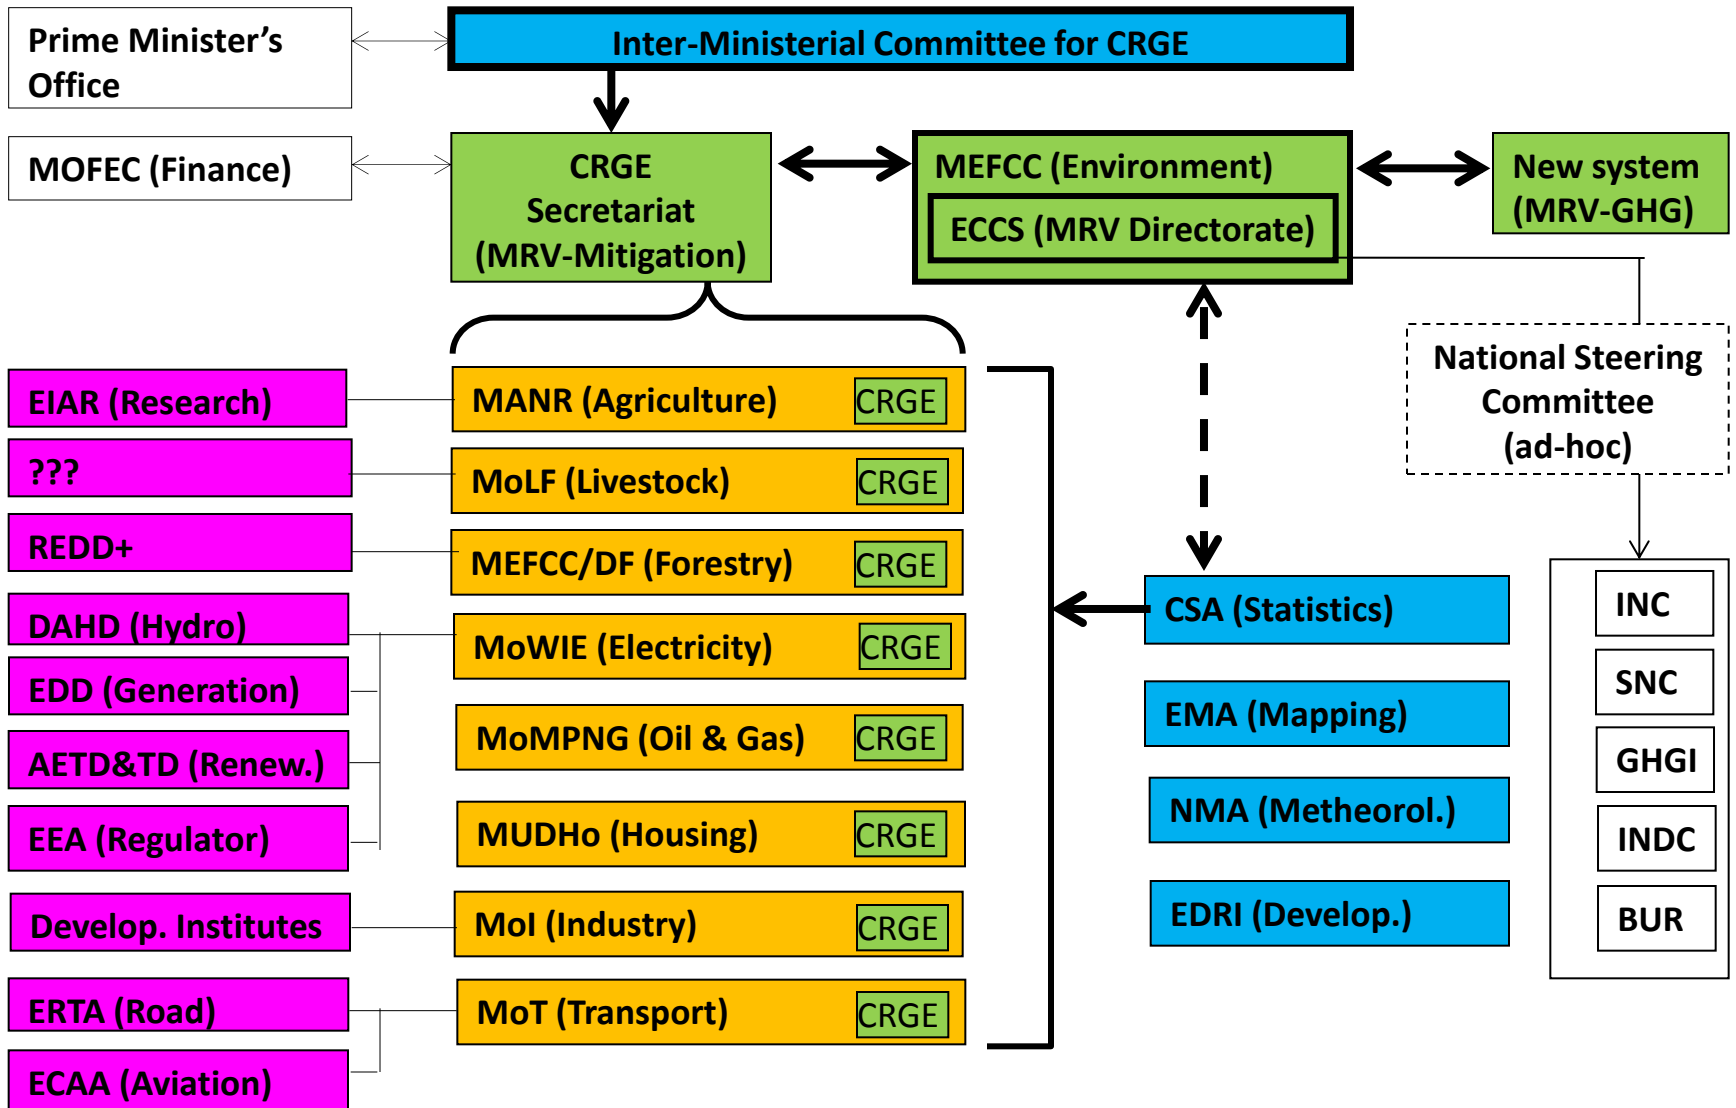 Prime Minister’s
Office
Inter-Ministerial Committee for CRGE
MOFEC (Finance)
CRGE
Secretariat
(MRV-Mitigation)
MEFCC (Environment)
ECCS (MRV Directorate)
New system
(MRV-GHG)
National Steering
Committee
(ad-hoc)
EIAR (Research)
MANR (Agriculture)
CRGE
???
MoLF (Livestock)
CRGE
REDD+
MEFCC/DF (Forestry)
CRGE
DAHD (Hydro)
MoWIE (Electricity)
CRGE
EDD (Generation)
AETD&TD (Renew.)
MoMPNG (Oil & Gas)
CRGE
EEA (Regulator)
MUDHo (Housing)
CRGE
Develop. Institutes
MoI (Industry)
CRGE
ERTA (Road)
MoT (Transport)
CRGE
ECAA (Aviation)
CSA (Statistics)
EMA (Mapping)
NMA (Metheorol.)
EDRI (Develop.)
INC
SNC
GHGI
INDC
BUR